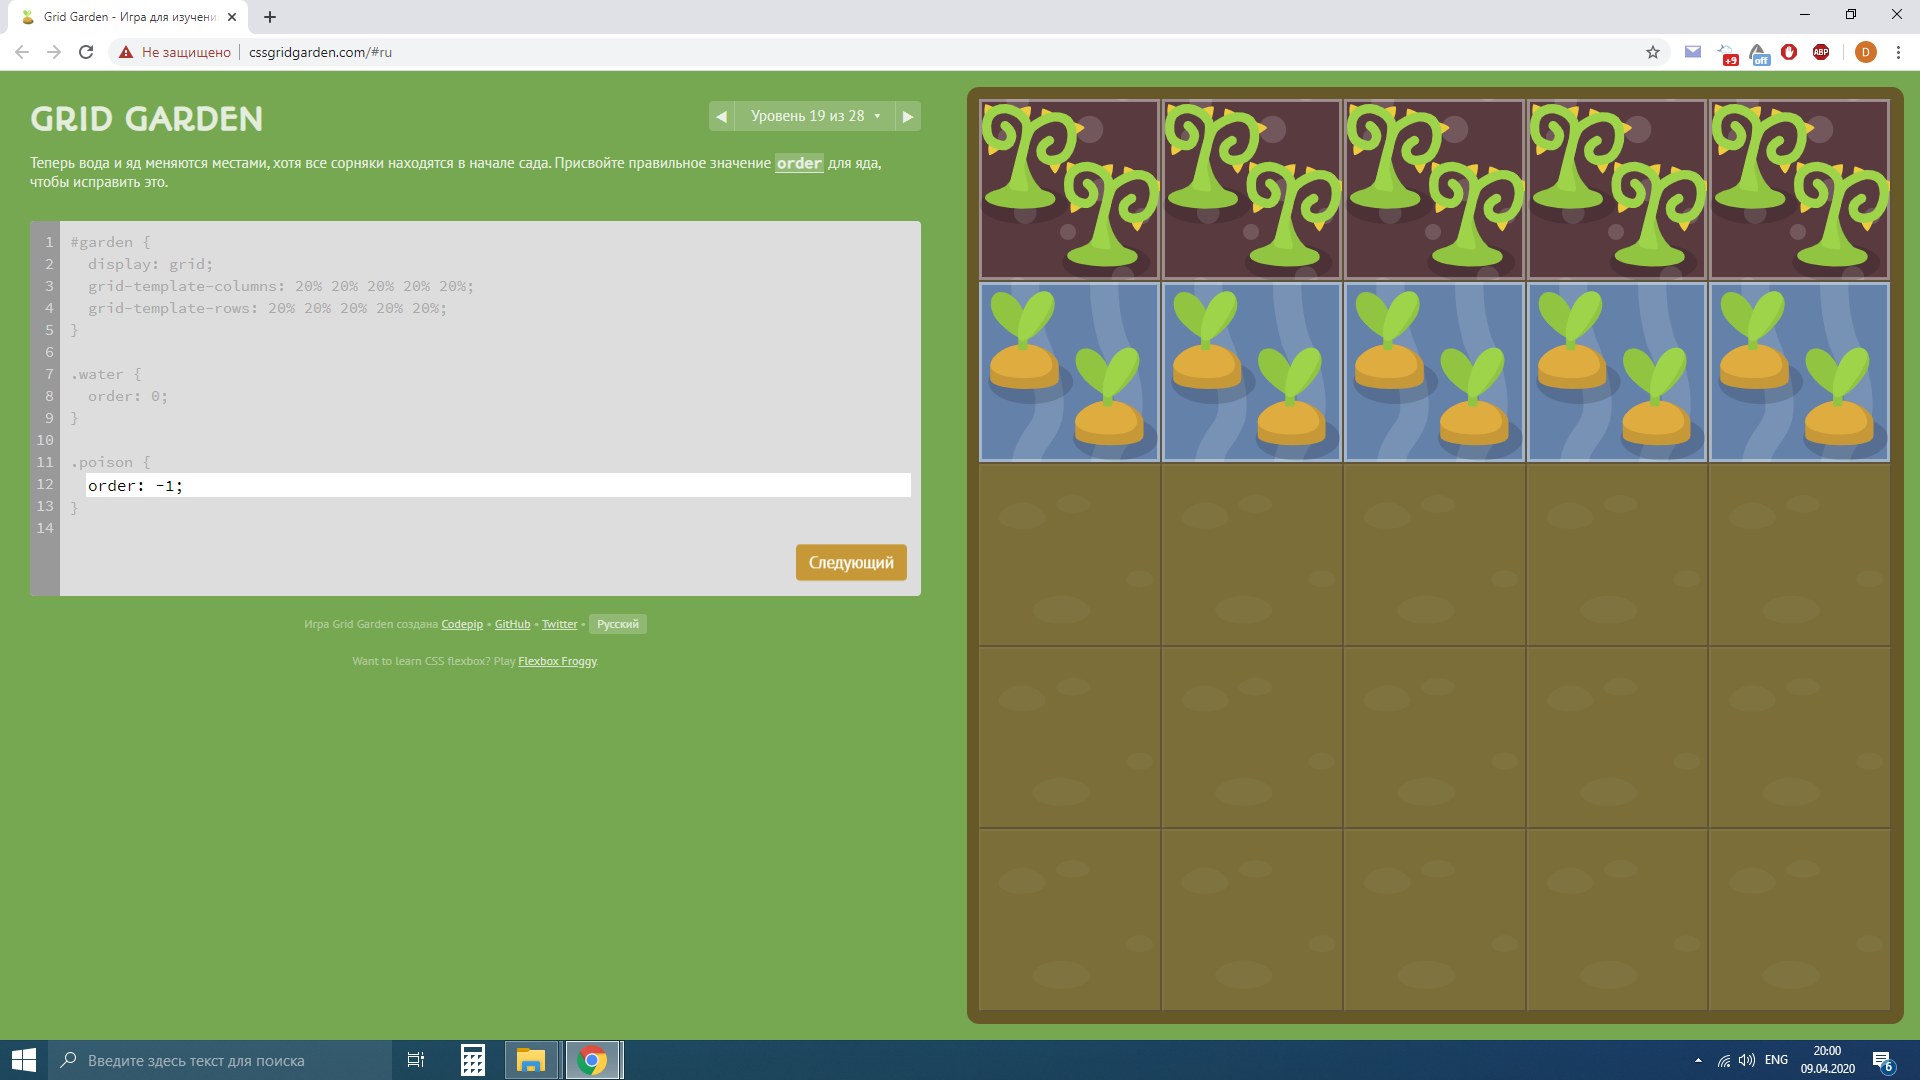 Grid Garden - Игра для изучени
Не защищено
cssgridgarden.com/#ru
+9
off
ABP
D
GRID GARDEN
Уровень 19 из 28
Теперь вода и яд меняются местами, хотя все сорняки находятся в начале сада. Присвойте правильное значение order для яда,
чтобы исправить это.
1 #garden {
2 display: grid;
3 grid-template-columns: 20% 20% 20% 20% 20%;
4 grid-template-rows: 20% 20% 20% 20% 20%;
5 }
6
7 .water {
8 order: 0;
9 }
10
11 .poison {
12 order: -1;
13 }
14
Следующий
Игра Grid Garden создана Codepip • GitHub • Twitter • Русский
Want to learn CSS flexbox? Play Flexbox Froggy.
Введите здесь текст для поиска
ENG
20:00
09.04.2020
6